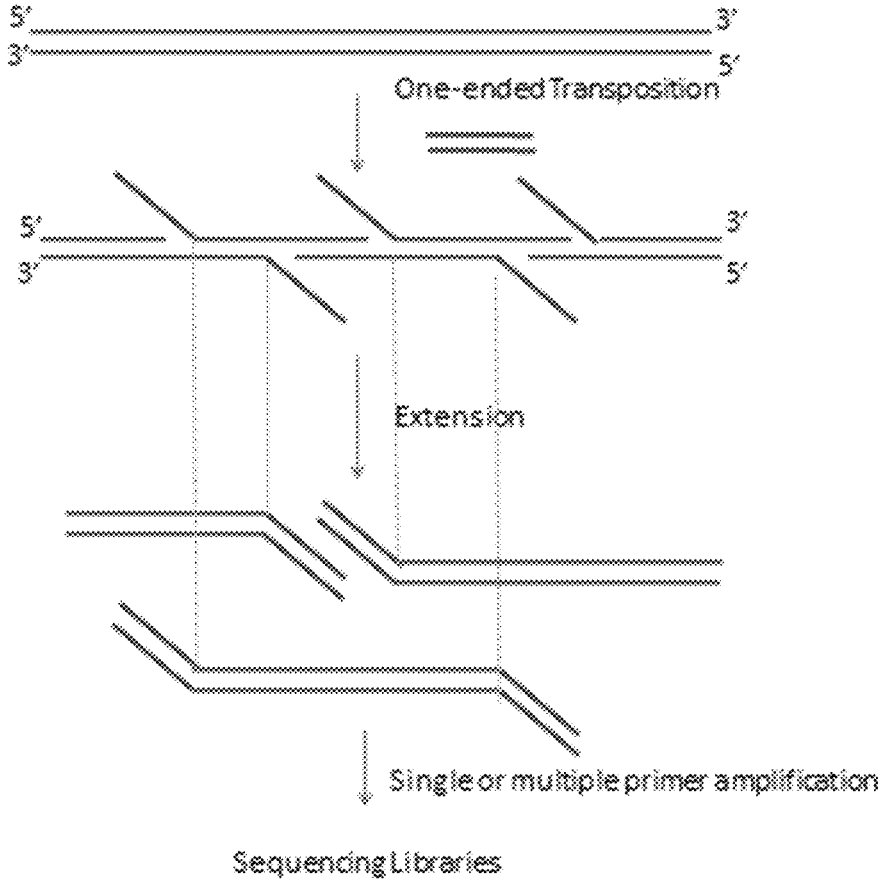 5′ 3′
3′ 5′
One-ended Transposition
5′ 3′
3′ 5′
Extension
Single or multiple primer amplification
Sequencing Libraries